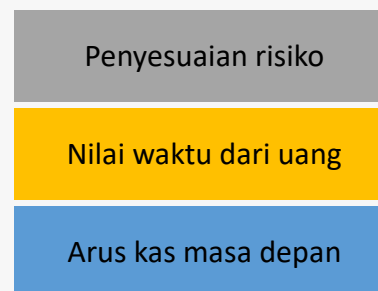 Penyesuaian risiko
Nilai waktu dari uang
Arus kas masa depan